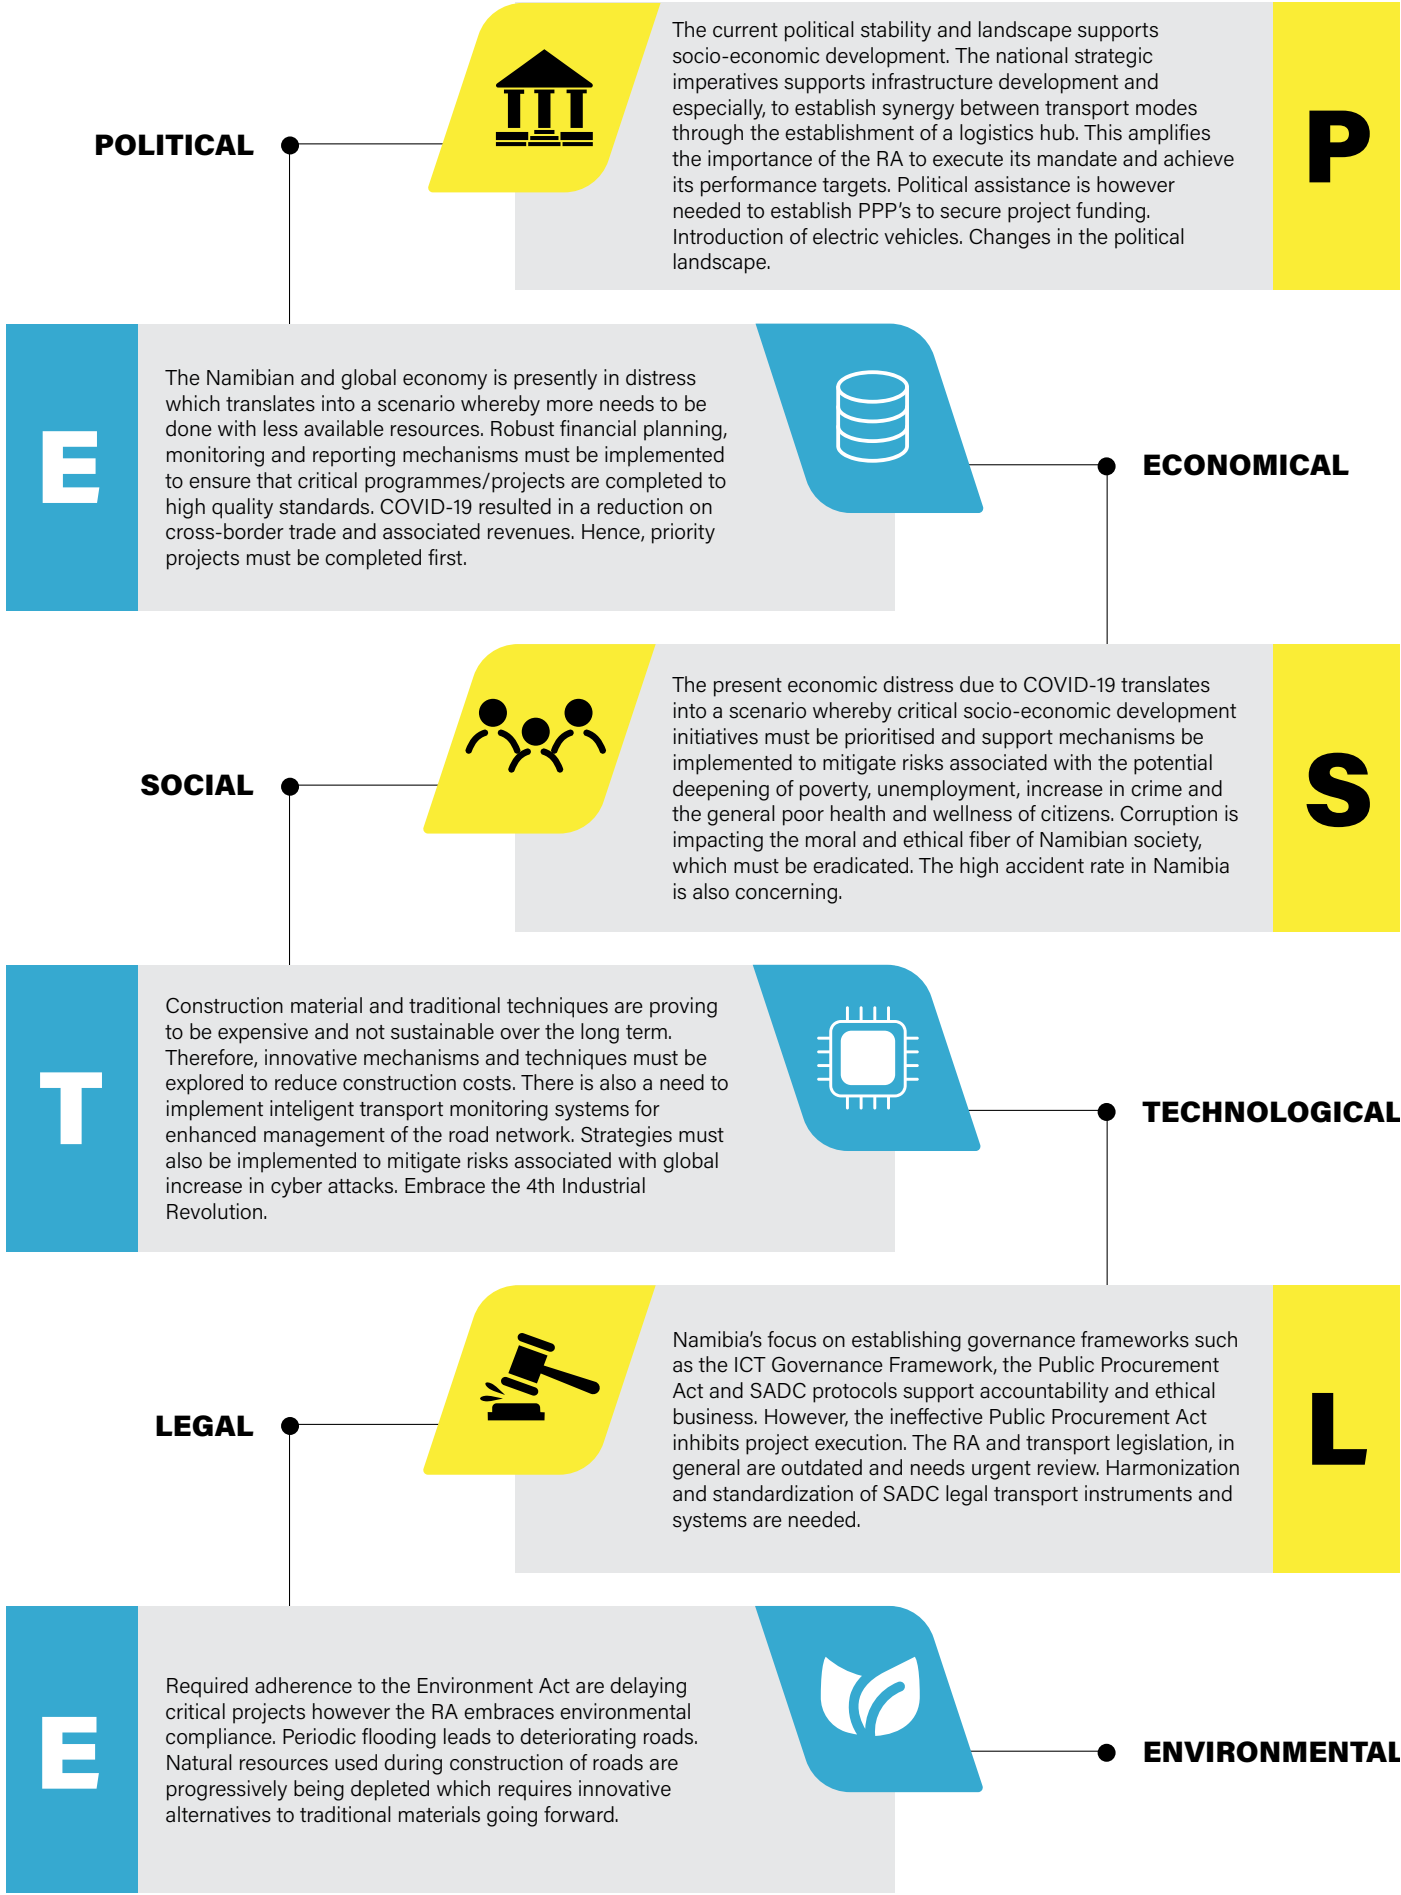 POLITICAL
The current political stability and landscape supports
socio-economic development. The national strategic
imperatives supports infrastructure development and
especially, to establish synergy between transport modes
through the establishment of a logistics hub. This amplifies
the importance of the RA to execute its mandate and achieve
its performance targets. Political assistance is however
needed to establish PPP's to secure project funding.
Introduction of electric vehicles. Changes in the political
landscape.
P
E
The Namibian and global economy is presently in distress
which translates into a scenario whereby more needs to be
done with less available resources. Robust financial planning,
monitoring and reporting mechanisms must be implemented
to ensure that critical programmes/projects are completed to
high quality standards. COVID-19 resulted in a reduction on
cross-border trade and associated revenues. Hence, priority
projects must be completed first.
ECONOMICAL
SOCIAL
The present economic distress due to COVID-19 translates
into a scenario whereby critical socio-economic development
initiatives must be prioritised and support mechanisms be
implemented to mitigate risks associated with the potential
deepening of poverty, unemployment, increase in crime and
the general poor health and wellness of citizens. Corruption is
impacting the moral and ethical fiber of Namibian society,
which must be eradicated. The high accident rate in Namibia
is also concerning.
S
T
Construction material and traditional techniques are proving
to be expensive and not sustainable over the long term.
Therefore, innovative mechanisms and techniques must be
explored to reduce construction costs. There is also a need to
implement inteligent transport monitoring systems for
enhanced management of the road network. Strategies must
also be implemented to mitigate risks associated with global
increase in cyber attacks. Embrace the 4th Industrial
Revolution.
TECHNOLOGICAL
LEGAL
Namibia's focus on establishing governance frameworks such
as the ICT Governance Framework, the Public Procurement
Act and SADC protocols support accountability and ethical
business. However, the ineffective Public Procurement Act
inhibits project execution. The RA and transport legislation, in
general are outdated and needs urgent review. Harmonization
and standardization of SADC legal transport instruments and
systems are needed.
L
E
Required adherence to the Environment Act are delaying
critical projects however the RA embraces environmental
compliance. Periodic flooding leads to deteriorating roads.
Natural resources used during construction of roads are
progressively being depleted which requires innovative
alternatives to traditional materials going forward.
ENVIRONMENTAL